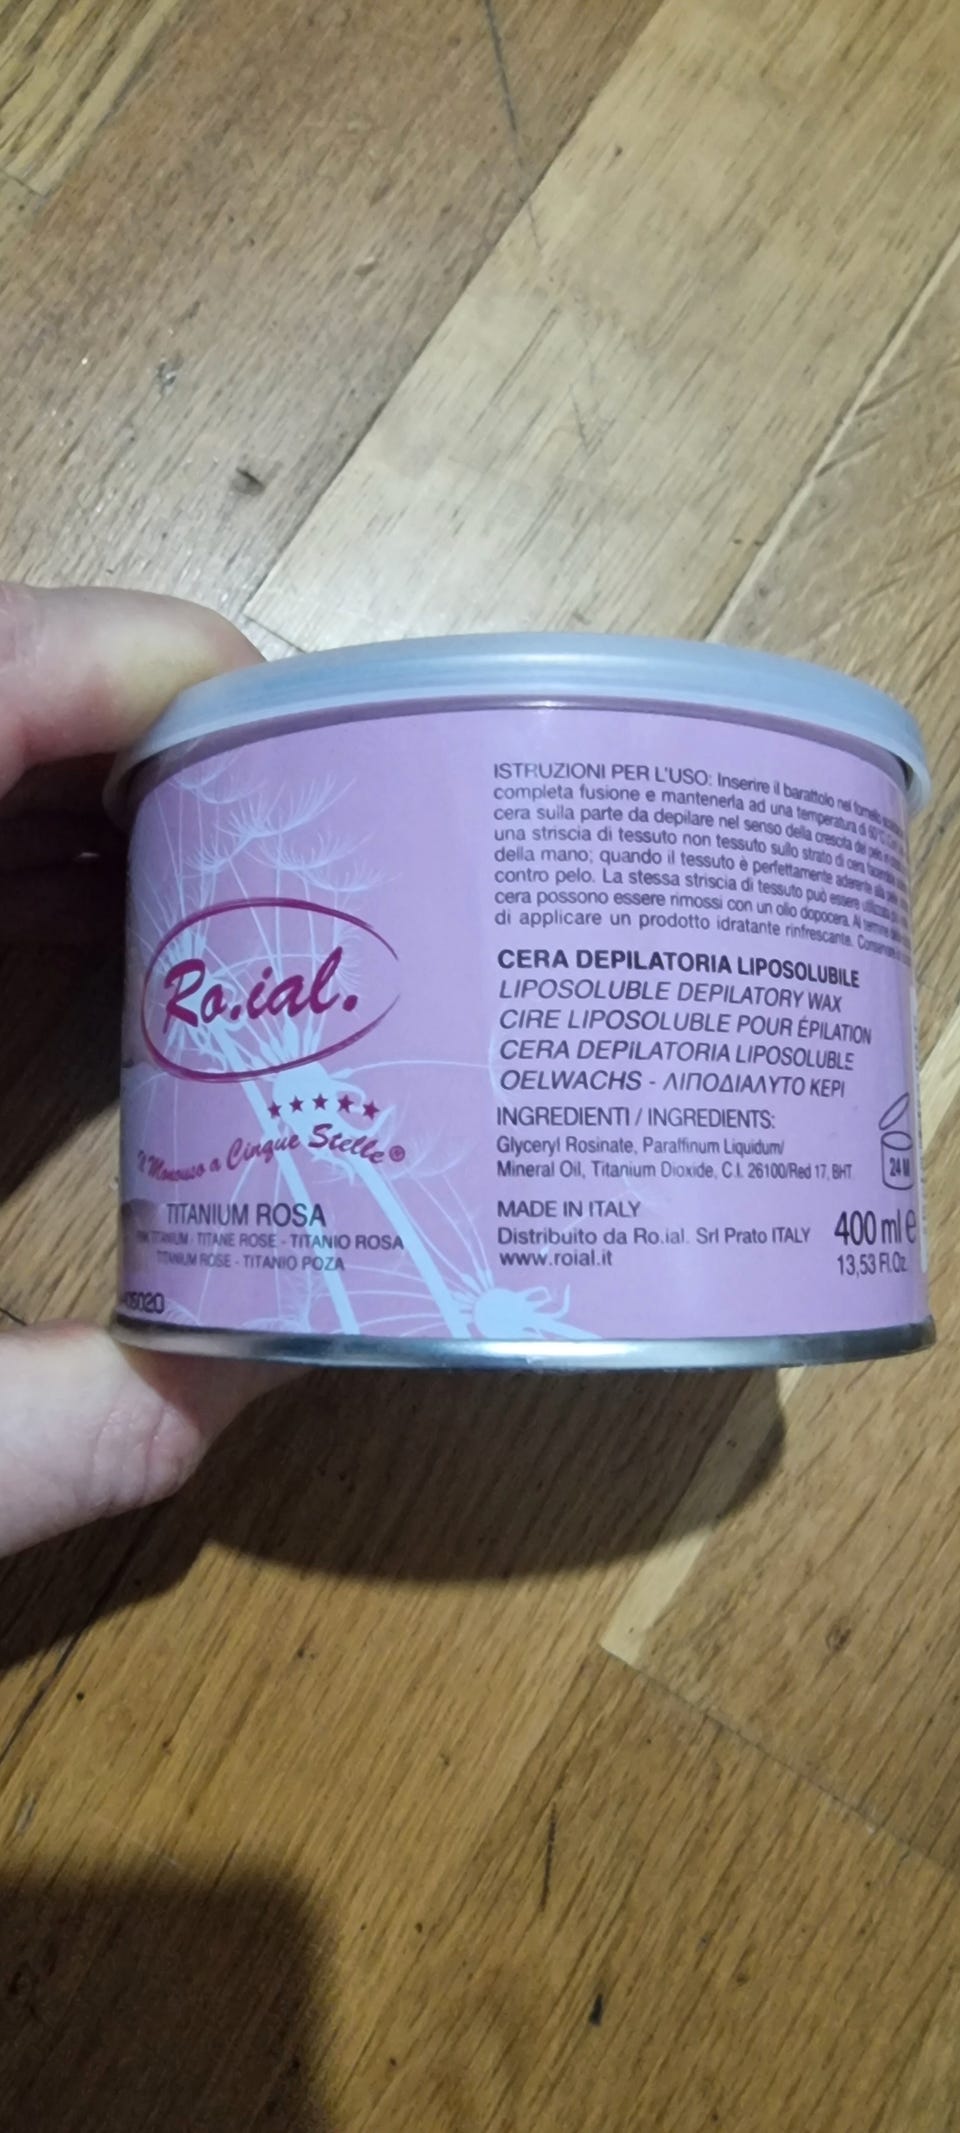 Ro.ial.
Il Monouso a Cinque Stelle®
TITANIUM ROSA
TITANIUM - TITANE ROSE - TITANIO ROSA
TITANIUM ROSE - TITANIO POZA
05020
ISTRUZIONI PER L'USO: Inserire il barattolo nel fornello
completa fusione e mantenerla ad una temperatura di
cera sulla parte da depilare nel senso della crescita del pelo
una striscia di tessuto non tessuto sullo strato di cera
della mano; quando il tessuto è perfettamente aderente alla
contro pelo. La stessa striscia di tessuto può essere utilizzata
cera possono essere rimossi con un olio dopocera. Al termine
di applicare un prodotto idratante rinfrescante.
CERA DEPILATORIA LIPOSOLUBILE
LIPOSOLUBLE DEPILATORY WAX
CIRE LIPOSOLUBLE POUR ÉPILATION
CERA DEPILATORIA LIPOSOLUBLE
OELWACHS - ΛΙΠΟΔΙΑΛΥΤΟ ΚΕΡΙ
INGREDIENTI / INGREDIENTS:
Glyceryl Rosinate, Paraffinum Liquidum/
Mineral Oil, Titanium Dioxide, C.I. 26100/Red 17, BHT
24 M
MADE IN ITALY
Distribuito da Ro.ial. Srl Prato ITALY
www.roial.it
400 ml e
13,53 Fl.Oz.